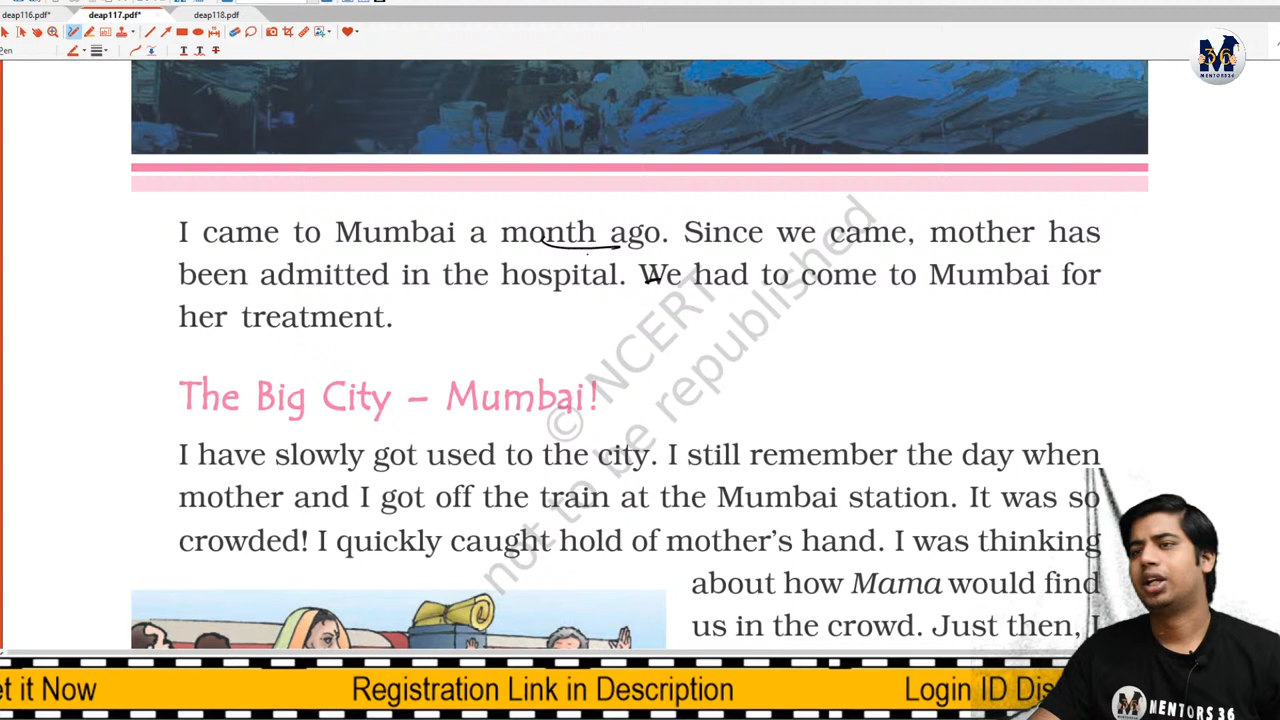 deap116.pdf* deap117.pdf* deap118.pdf
36
MENTORS36
I came to Mumbai a month ago. Since we came, mother has
been admitted in the hospital. We had to come to Mumbai for
her treatment.
© NCERT
not to be republished
The Big City – Mumbai!
I have slowly got used to the city. I still remember the day when
mother and I got off the train at the Mumbai station. It was so
crowded! I quickly caught hold of mother's hand. I was thinking
about how Mama would find
us in the crowd. Just then, I
MENTORS 36
et it Now Registration Link in Description Login ID Dis